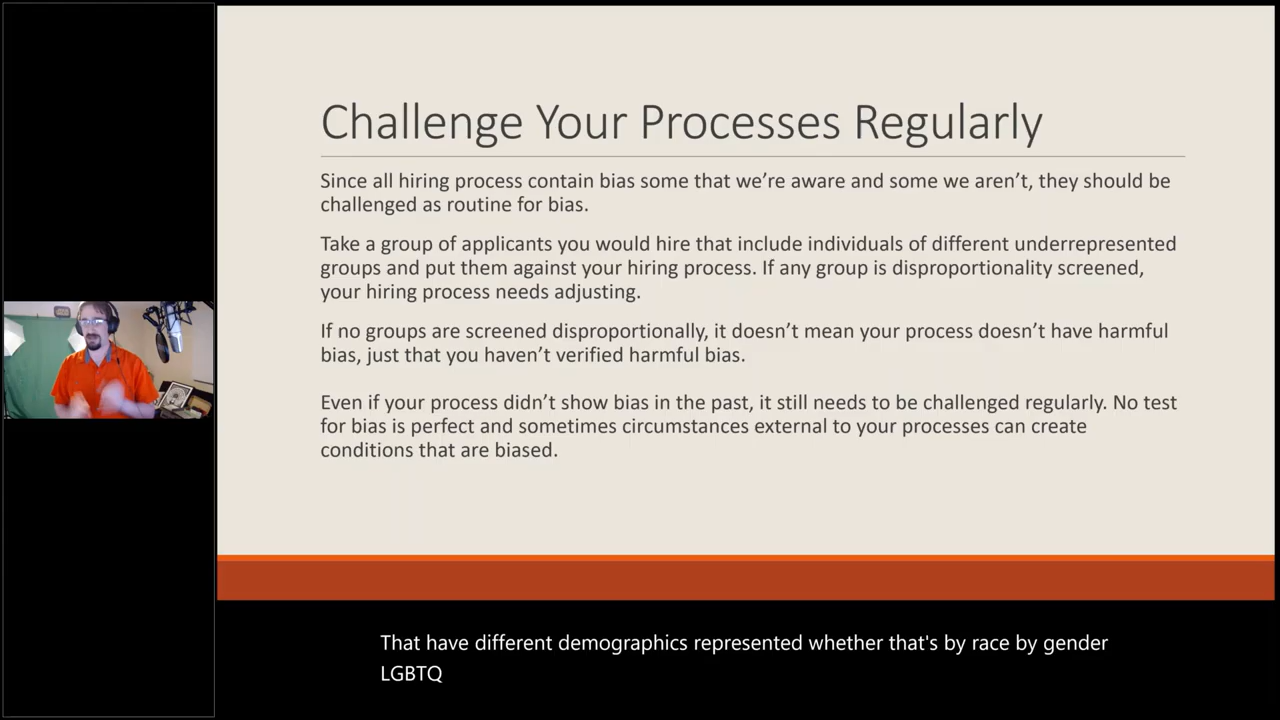 Challenge Your Processes Regularly
Since all hiring process contain bias some that we're aware and some we aren't, they should be
challenged as routine for bias.
Take a group of applicants you would hire that include individuals of different underrepresented
groups and put them against your hiring process. If any group is disproportionality screened,
your hiring process needs adjusting.
If no groups are screened disproportionally, it doesn't mean your process doesn't have harmful
bias, just that you haven't verified harmful bias.
Even if your process didn't show bias in the past, it still needs to be challenged regularly. No test
for bias is perfect and sometimes circumstances external to your processes can create
conditions that are biased.
That have different demographics represented whether that's by race by gender
LGBTQ